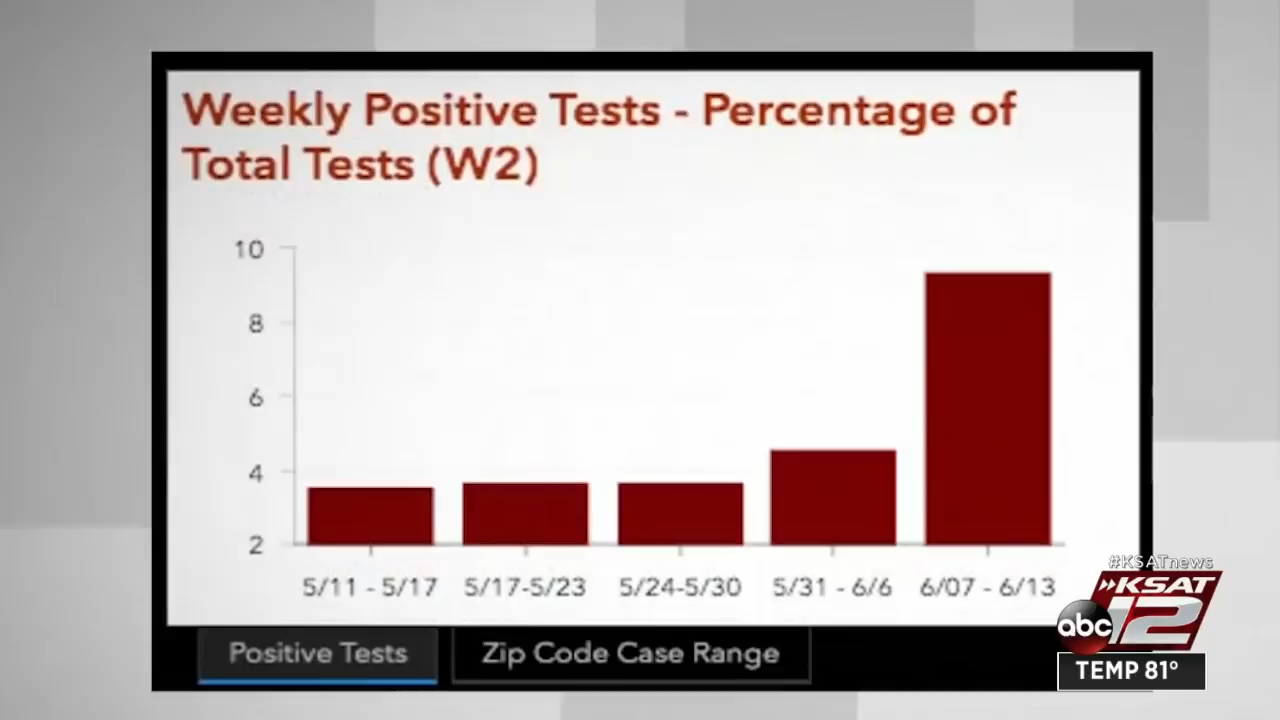 Weekly Positive Tests - Percentage of
Total Tests (W2)
10
8
6
4
2
5/11 - 5/17
5/17-5/23
5/24-5/30
5/31 - 6/6
6/07 - 6/13
Positive Tests
Zip Code Case Range
#KSATnews
KSAT
abc
12
TEMP 81°